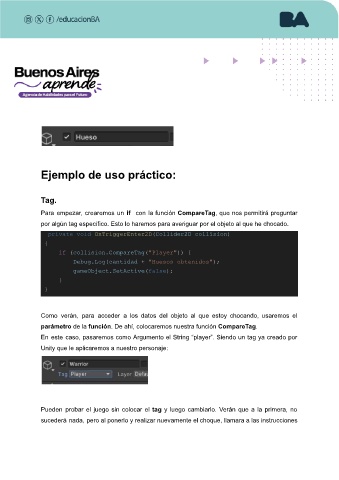 /educacionBA
BA
Buenos Aires
aprende
Agencia de Habilidades para el Futuro
Hueso
Ejemplo de uso práctico:
Tag.
Para empezar, crearemos un If con la función CompareTag, que nos permitirá preguntar
por algún tag específico. Esto lo haremos para averiguar por el objeto al que he chocado.
private void OnTriggerEnter2D(Collider2D collision)
{
if (collision.CompareTag("Player")) {
Debug.Log(cantidad + "Huesos obtenidos");
gameObject.SetActive(false);
}
}
Como verán, para acceder a los datos del objeto al que estoy chocando, usaremos el
parámetro de la función. De ahí, colocaremos nuestra función CompareTag.
En este caso, pasaremos como Argumento el String "player". Siendo un tag ya creado por
Unity que le aplicaremos a nuestro personaje:
Warrior
Tag Player Layer Defau
Pueden probar el juego sin colocar el tag y luego cambiarlo. Verán que a la primera, no
sucederá nada, pero al ponerlo y realizar nuevamente el choque, llamara a las instrucciones